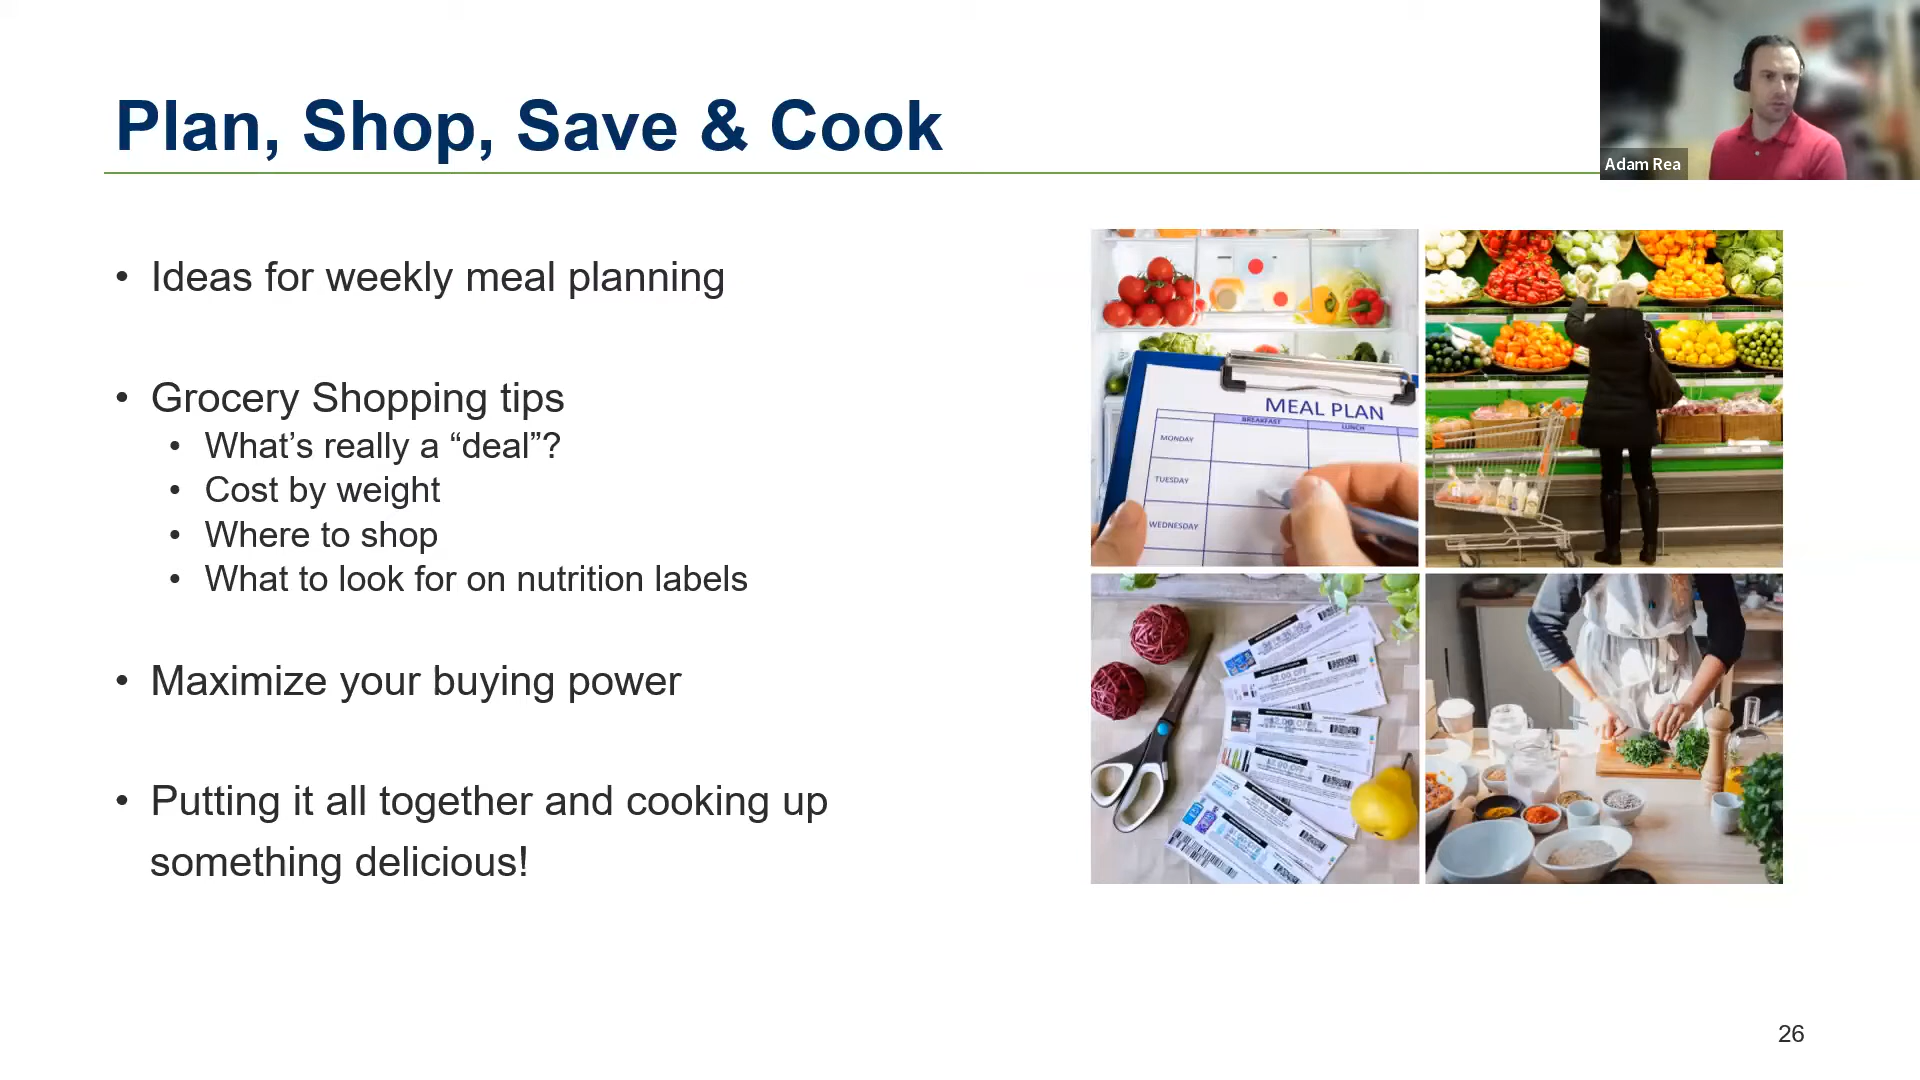 Plan, Shop, Save & Cook
Adam Rea
• Ideas for weekly meal planning
• Grocery Shopping tips
• What’s really a “deal”?
• Cost by weight
• Where to shop
• What to look for on nutrition labels
• Maximize your buying power
• Putting it all together and cooking up
something delicious!
MEAL PLAN
BREAKFAST
LUNCH
MONDAY
TUESDAY
WEDNESDAY
26